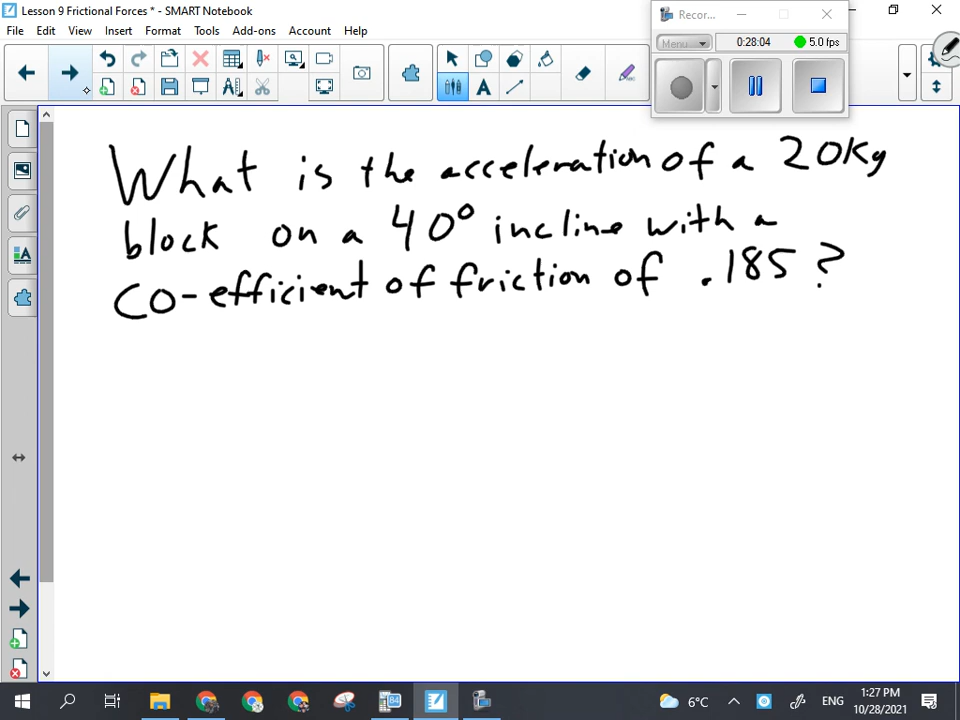 Lesson 9 Frictional Forces * - SMART Notebook
File Edit View Insert Format Tools Add-ons Account Help
Recor...
Menu 0:28:04 5.0 fps
What is the acceleration of a 20Kg
block on a 40° incline with a
co-efficient of friction of .185 ?
6°C ENG 1:27 PM
10/28/2021